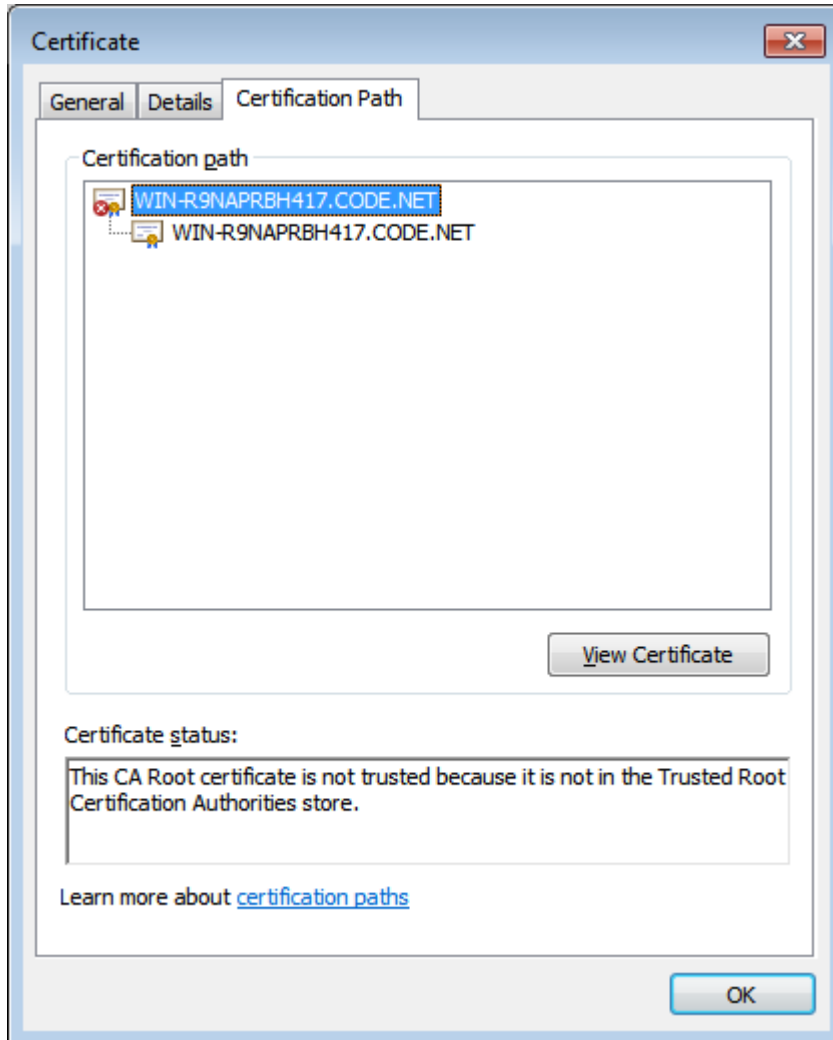 Certificate
General Details Certification Path
Certification path
WIN-R9NAPRBH417.CODE.NET
WIN-R9NAPRBH417.CODE.NET
View Certificate
Certificate status:
This CA Root certificate is not trusted because it is not in the Trusted Root
Certification Authorities store.
Learn more about certification paths
OK